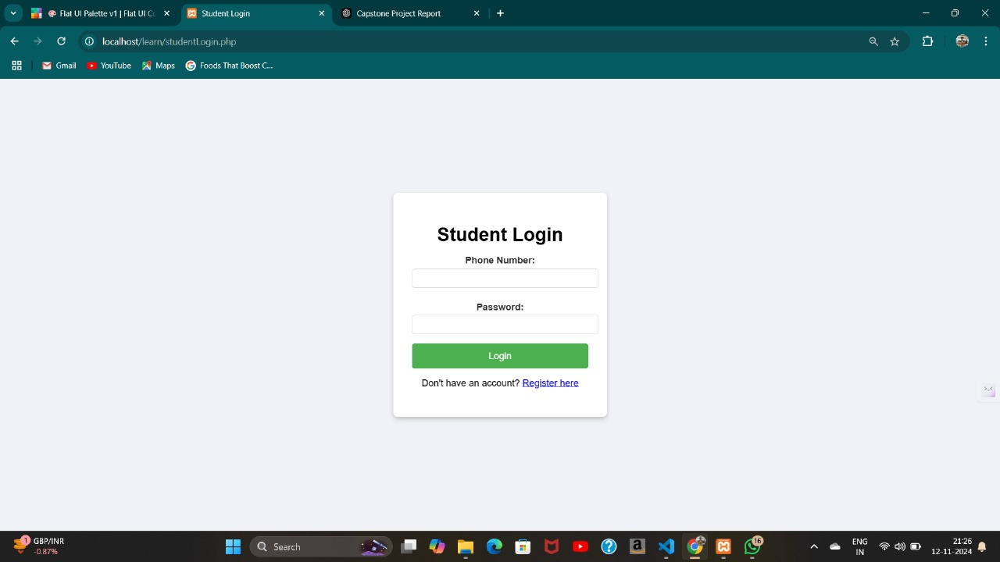 Flat UI Palette v1 | Flat UI Co
Student Login
Capstone Project Report
localhost/learn/studentLogin.php
Gmail
YouTube
Maps
Foods That Boost C...
Student Login
Phone Number:
Password:
Login
Don't have an account? Register here
1
GBP/INR
-0.87%
Search
16
ENG
IN
21:26
12-11-2024